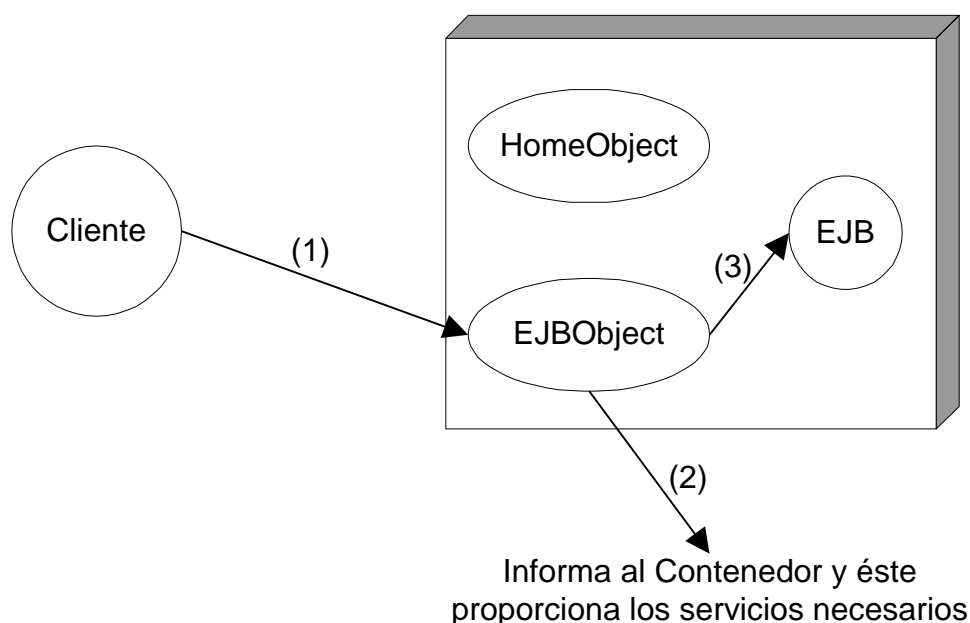 HomeObject
Cliente
EJB
(1)
(3)
EJBObject
(2)
Informa al Contenedor y éste
proporciona los servicios necesarios